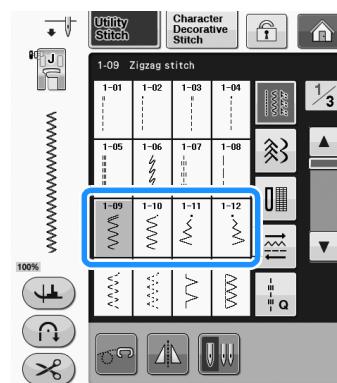 Utility
Stitch
Character
Decorative
Stitch
J
1-09 Zigzag stitch
1-01 1-02 1-03 1-04
1/3
1-05 1-06 1-07 1-08
1-09 1-10 1-11 1-12
100%
Q